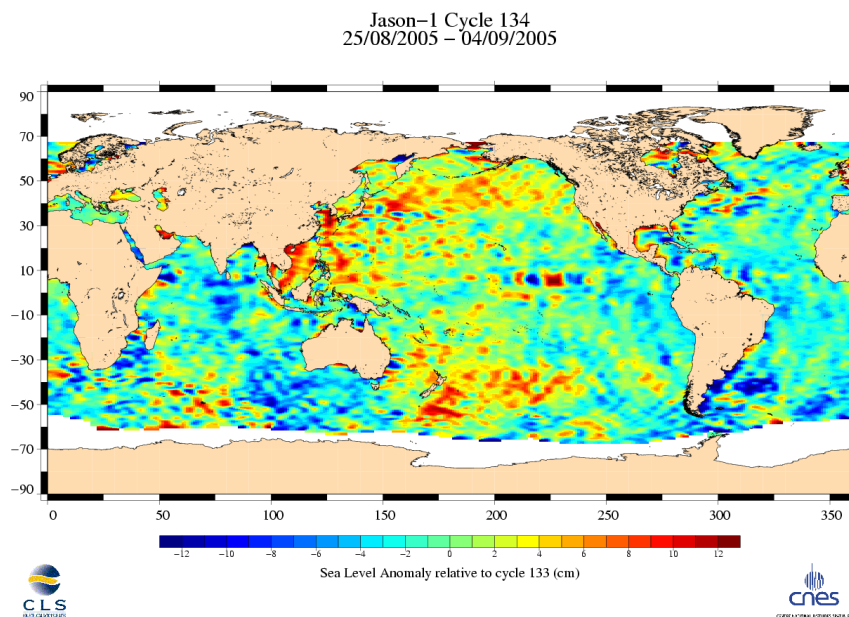 Jason-1 Cycle 134
25/08/2005 – 04/09/2005
90
70
50
30
10
−10
−30
−50
−70
−90
0 50 100 150 200 250 300 350
−12 −10 −8 −6 −4 −2 0 2 4 6 8 10 12
Sea Level Anomaly relative to cycle 133 (cm)
CLS
cnes